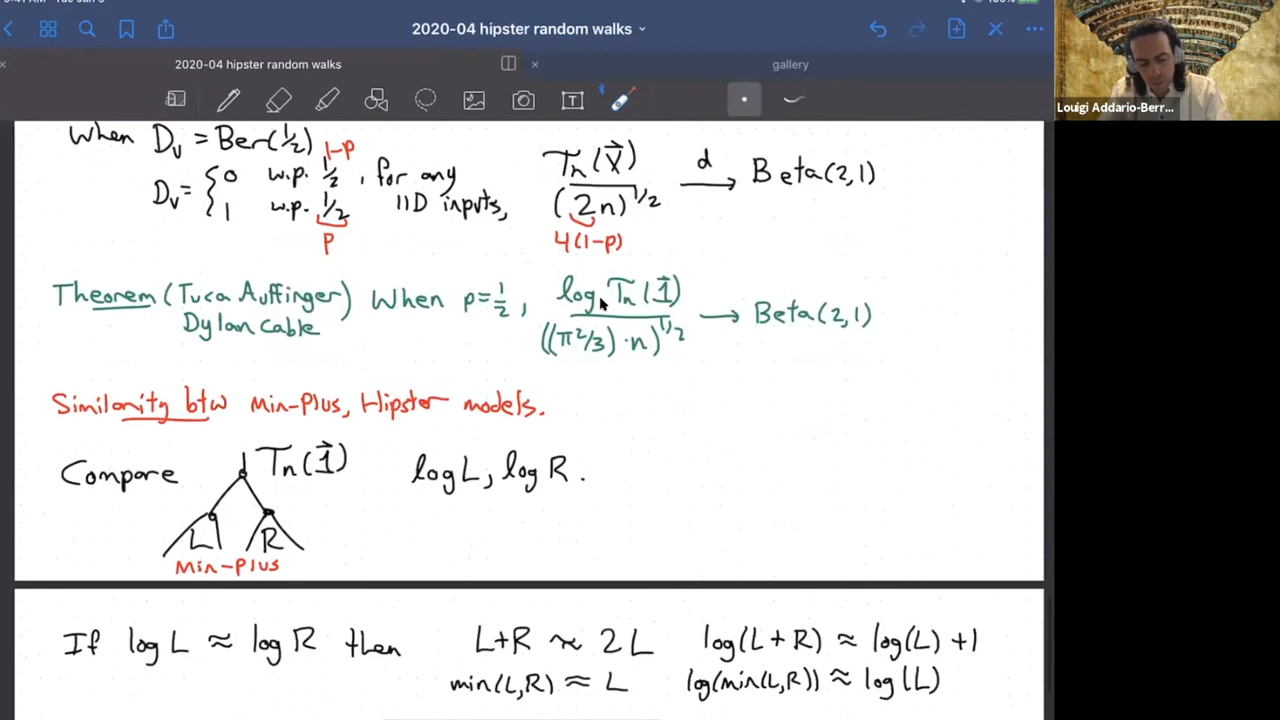 2020-04 hipster random walks
2020-04 hipster random walks
gallery
Louigi Addario-Berr...
When D_v = Ber(1/2)
1-p
D_v = { 0 w.p. 1/2, for any
1 w.p. 1/2 IID inputs,
p
T_n(x⃗) / (2n)^{1/2} →^d Beta(2,1)
4(1-p)
Theorem (Tuca Auffinger) When p=1/2, log T_n(1⃗) / ((π²/3)·n)^{1/2} → Beta(2,1)
Dylan Cable
Similarity btw Min-Plus, Hipster models.
Compare T_n(1⃗) log L, log R.
L R
Min-Plus
If log L ≈ log R then L+R ≈ 2L log(L+R) ≈ log(L)+1
min(L,R) ≈ L log(min(L,R)) ≈ log(L)